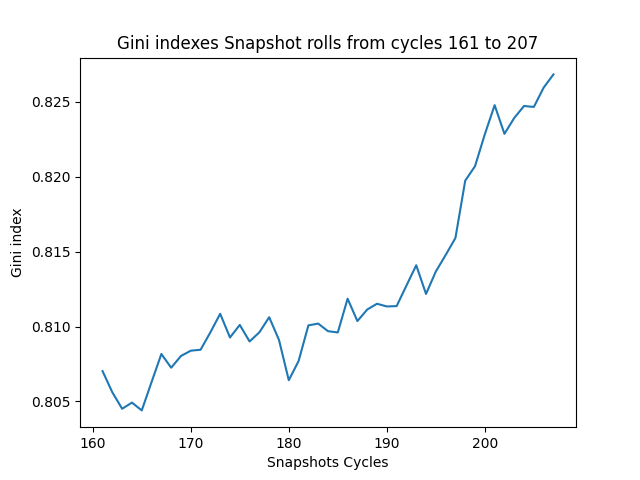 Gini indexes Snapshot rolls from cycles 161 to 207
0.825
0.820
0.815
0.810
0.805
Gini index
160 170 180 190 200
Snapshots Cycles